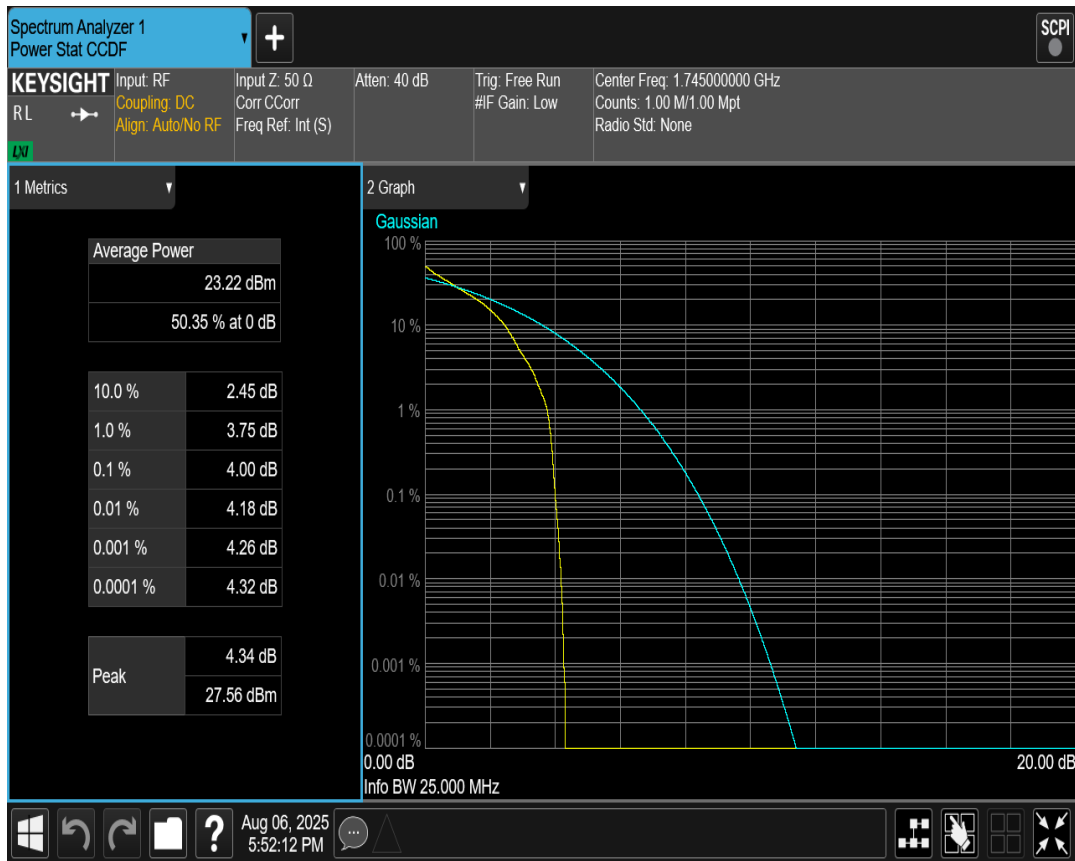 Spectrum Analyzer 1
Power Stat CCDF
+
SCPI
KEYSIGHT
RL
LXI
Input: RF
Coupling: DC
Align: Auto/No RF
Input Z: 50 Ω
Corr CCorr
Freq Ref: Int (S)
Atten: 40 dB
Trig: Free Run
#IF Gain: Low
Center Freq: 1.745000000 GHz
Counts: 1.00 M/1.00 Mpt
Radio Std: None
1 Metrics
Average Power
23.22 dBm
50.35 % at 0 dB
10.0 % 2.45 dB
1.0 % 3.75 dB
0.1 % 4.00 dB
0.01 % 4.18 dB
0.001 % 4.26 dB
0.0001 % 4.32 dB
Peak
4.34 dB
27.56 dBm
2 Graph
Gaussian
100 %
10 %
1 %
0.1 %
0.01 %
0.001 %
0.0001 %
0.00 dB 20.00 dB
Info BW 25.000 MHz
?
Aug 06, 2025
5:52:12 PM